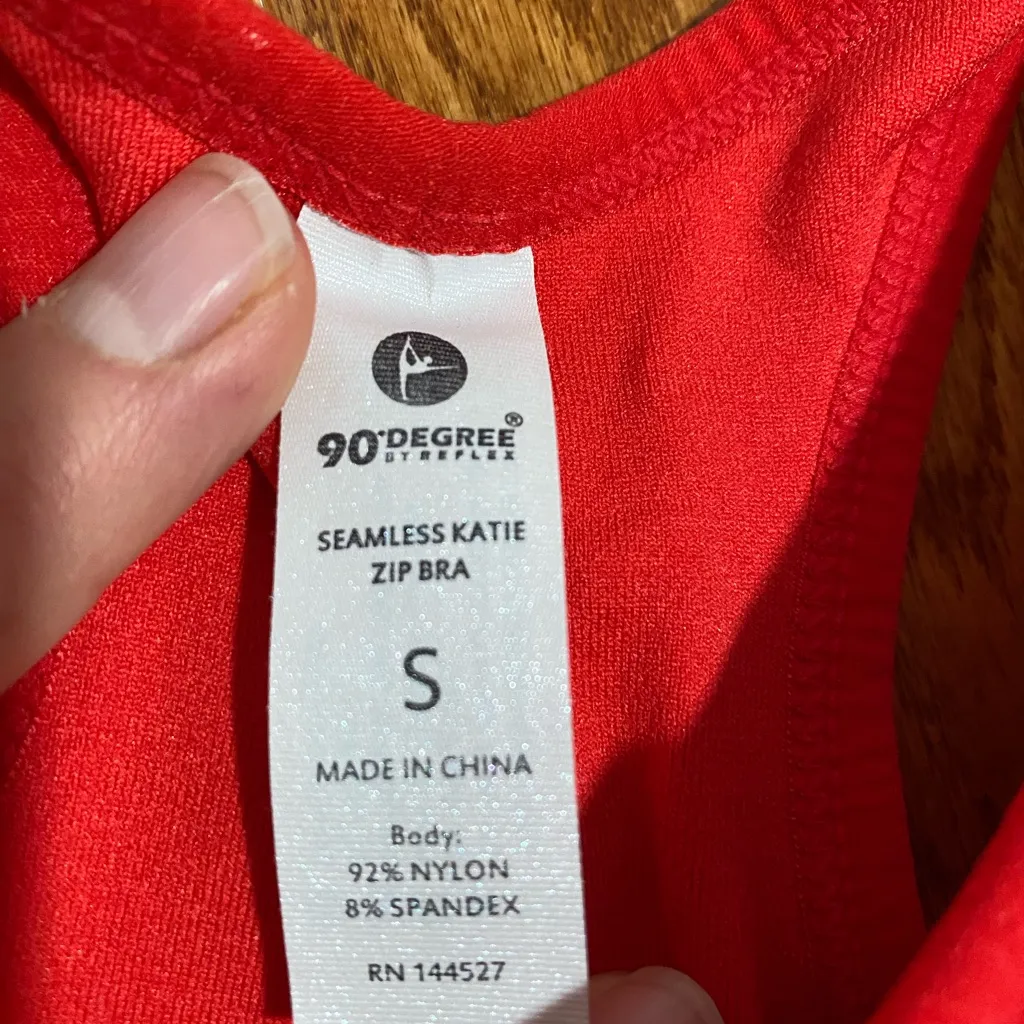 90°DEGREE®
BY REFLEX
SEAMLESS KATIE
ZIP BRA
S
MADE IN CHINA
Body:
92% NYLON
8% SPANDEX
RN 144527